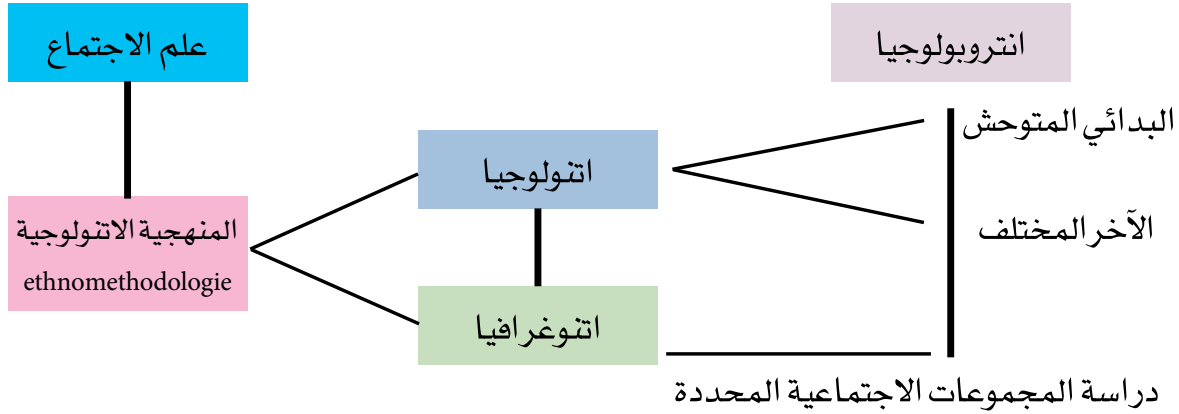 انتروبولوجيا
علم الاجتماع
البدائي المتوحش
اتنولوجيا
الآخر المختلف
المنهجية الاتنولوجية
ethnomethodologie
اتنوغرافيا
دراسة المجموعات الاجتماعية المحددة